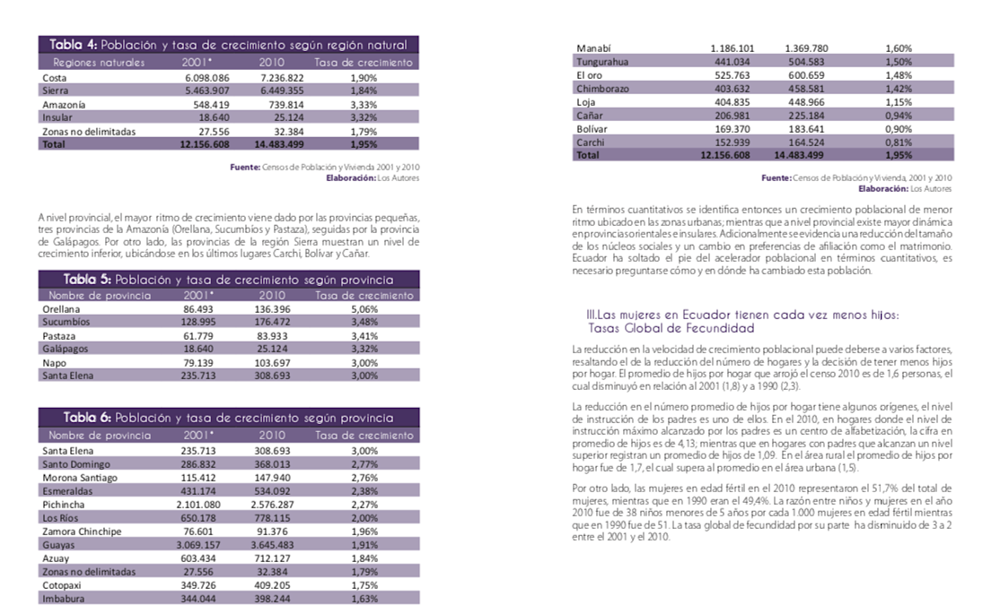 Tabla 4: Población y tasa de crecimiento según región natural
Regiones naturales 2001* 2010 Tasa de crecimiento
Costa 6.098.086 7.236.822 1,90%
Sierra 5.463.907 6.449.355 1,84%
Amazonía 548.419 739.814 3,33%
Insular 18.640 25.124 3,32%
Zonas no delimitadas 27.556 32.384 1,79%
Total 12.156.608 14.483.499 1,95%
Fuente: Censos de Población y Vivienda 2001 y 2010
Elaboración: Los Autores
A nivel provincial, el mayor ritmo de crecimiento viene dado por las provincias pequeñas,
tres provincias de la Amazonía (Orellana, Sucumbíos y Pastaza), seguidas por la provincia
de Galápagos. Por otro lado, las provincias de la región Sierra muestran un nivel de
crecimiento inferior, ubicándose en los últimos lugares Carchi, Bolívar y Cañar.
Tabla 5: Población y tasa de crecimiento según provincia
Nombre de provincia 2001* 2010 Tasa de crecimiento
Orellana 86.493 136.396 5,06%
Sucumbíos 128.995 176.472 3,48%
Pastaza 61.779 83.933 3,41%
Galápagos 18.640 25.124 3,32%
Napo 79.139 103.697 3,00%
Santa Elena 235.713 308.693 3,00%
Tabla 6: Población y tasa de crecimiento según provincia
Nombre de provincia 2001* 2010 Tasa de crecimiento
Santa Elena 235.713 308.693 3,00%
Santo Domingo 286.832 368.013 2,77%
Morona Santiago 115.412 147.940 2,76%
Esmeraldas 431.174 534.092 2,38%
Pichincha 2.101.080 2.576.287 2,27%
Los Ríos 650.178 778.115 2,00%
Zamora Chinchipe 76.601 91.376 1,96%
Guayas 3.069.157 3.645.483 1,91%
Azuay 603.434 712.127 1,84%
Zonas no delimitadas 27.556 32.384 1,79%
Cotopaxi 349.726 409.205 1,75%
Imbabura 344.044 398.244 1,63%
Manabí 1.186.101 1.369.780 1,60%
Tungurahua 441.034 504.583 1,50%
El oro 525.763 600.659 1,48%
Chimborazo 403.632 458.581 1,42%
Loja 404.835 448.966 1,15%
Cañar 206.981 225.184 0,94%
Bolívar 169.370 183.641 0,90%
Carchi 152.939 164.524 0,81%
Total 12.156.608 14.483.499 1,95%
Fuente: Censos de Población y Vivienda, 2001 y 2010
Elaboración: Los Autores
En términos cuantitativos se identifica entonces un crecimiento poblacional de menor
ritmo ubicado en las zonas urbanas; mientras que a nivel provincial existe mayor dinámica
en provincias orientales e insulares. Adicionalmente se evidencia una reducción del tamaño
de los núcleos sociales y un cambio en preferencias de afiliación como el matrimonio.
Ecuador ha soltado el pie del acelerador poblacional en términos cuantitativos, es
necesario preguntarse cómo y en dónde ha cambiado esta población.
III.Las mujeres en Ecuador tienen cada vez menos hijos:
Tasas Global de Fecundidad
La reducción en la velocidad de crecimiento poblacional puede deberse a varios factores,
resaltando el de la reducción del número de hogares y la decisión de tener menos hijos
por hogar. El promedio de hijos por hogar que arrojó el censo 2010 es de 1,6 personas, el
cual disminuyó en relación al 2001 (1,8) y a 1990 (2,3).
La reducción en el número promedio de hijos por hogar tiene algunos orígenes, el nivel
de instrucción de los padres es uno de ellos. En el 2010, en hogares donde el nivel de
instrucción máximo alcanzado por los padres es un centro de alfabetización, la cifra en
promedio de hijos es de 4,13; mientras que en hogares con padres que alcanzan un nivel
superior registran un promedio de hijos de 1,09. En el área rural el promedio de hijos por
hogar fue de 1,7, el cual supera al promedio en el área urbana (1,5).
Por otro lado, las mujeres en edad fértil en el 2010 representaron el 51,7% del total de
mujeres, mientras que en 1990 eran el 49,4%. La razón entre niños y mujeres en el año
2010 fue de 38 niños menores de 5 años por cada 1.000 mujeres en edad fértil mientras
que en 1990 fue de 51. La tasa global de fecundidad por su parte ha disminuido de 3 a 2
entre el 2001 y el 2010.